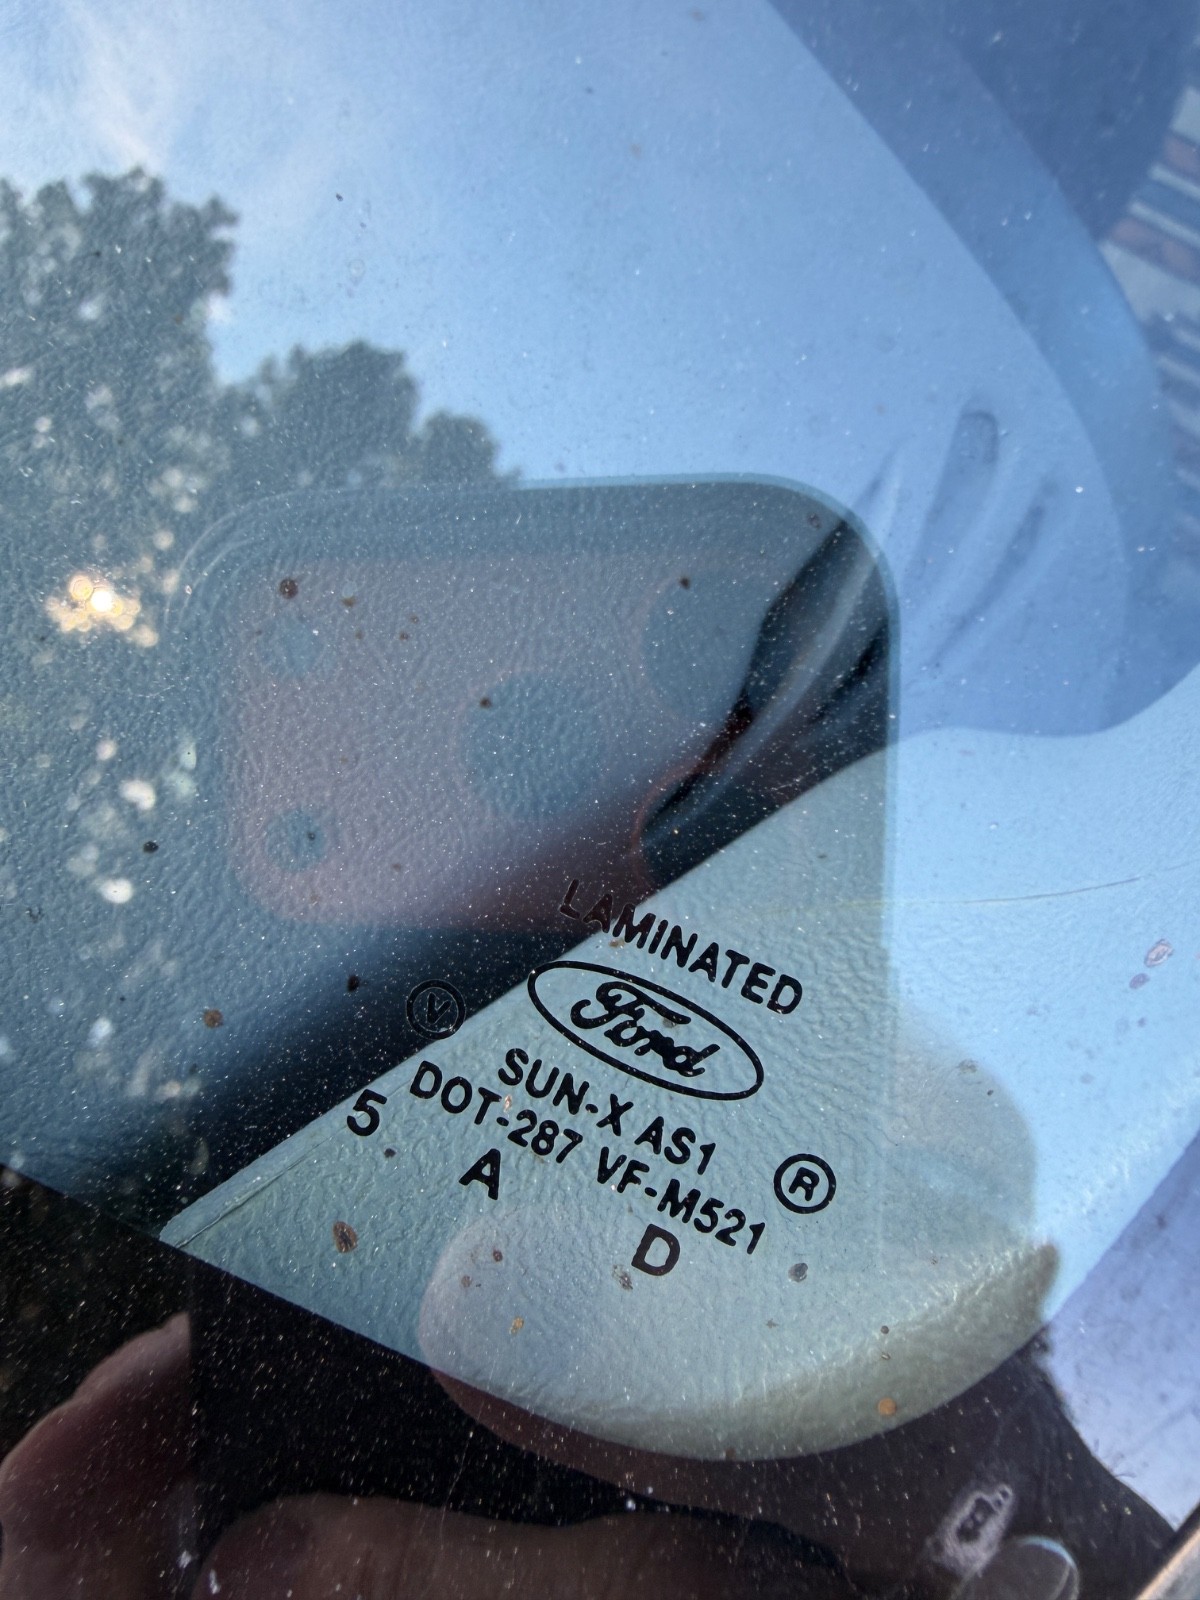 LAMINATED
Ford
V
SUN-X AS1
DOT-287 VF-M521
R
5
A
D